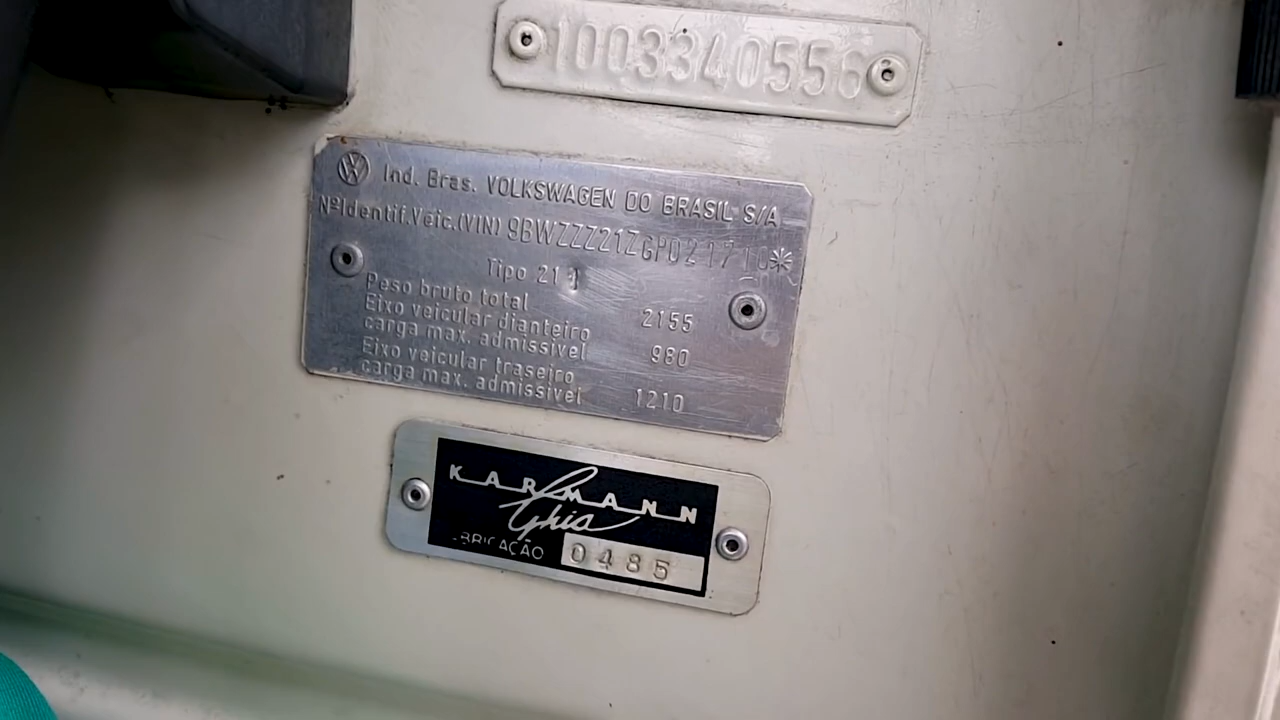 1003340556
Ind. Bras. VOLKSWAGEN DO BRASIL S/A
NºIdentif.Veic.(VIN) 9BWZZZ21ZGP021710*
Tipo 211
Peso bruto total 2155
Eixo veicular dianteiro
carga max. admissivel 980
Eixo veicular traseiro
carga max. admissivel 1210
KARMANN
Ghia
BRICAÇÃO 0485